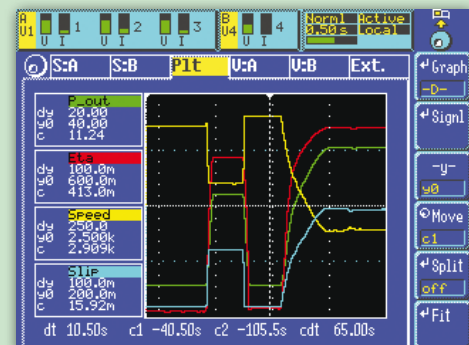 A
U1
1
2
3
U I
U I
U I
B
U4
4
U I
Norml Active
0.50s Local
S:A S:B Plt V:A V:B Ext.
P_out
dy 20.00
y0 40.00
c 11.24
Eta
dy 100.0m
y0 600.0m
c 413.0m
Speed
dy 250.0
y0 2.500k
c 2.909k
Slip
dy 100.0m
y0 200.0m
c 15.92m
dt 10.50s c1 -40.50s c2 -105.5s cdt 65.00s
Graph
-D-
Signl
-y-
y0
Move
c1
Split
off
Fit